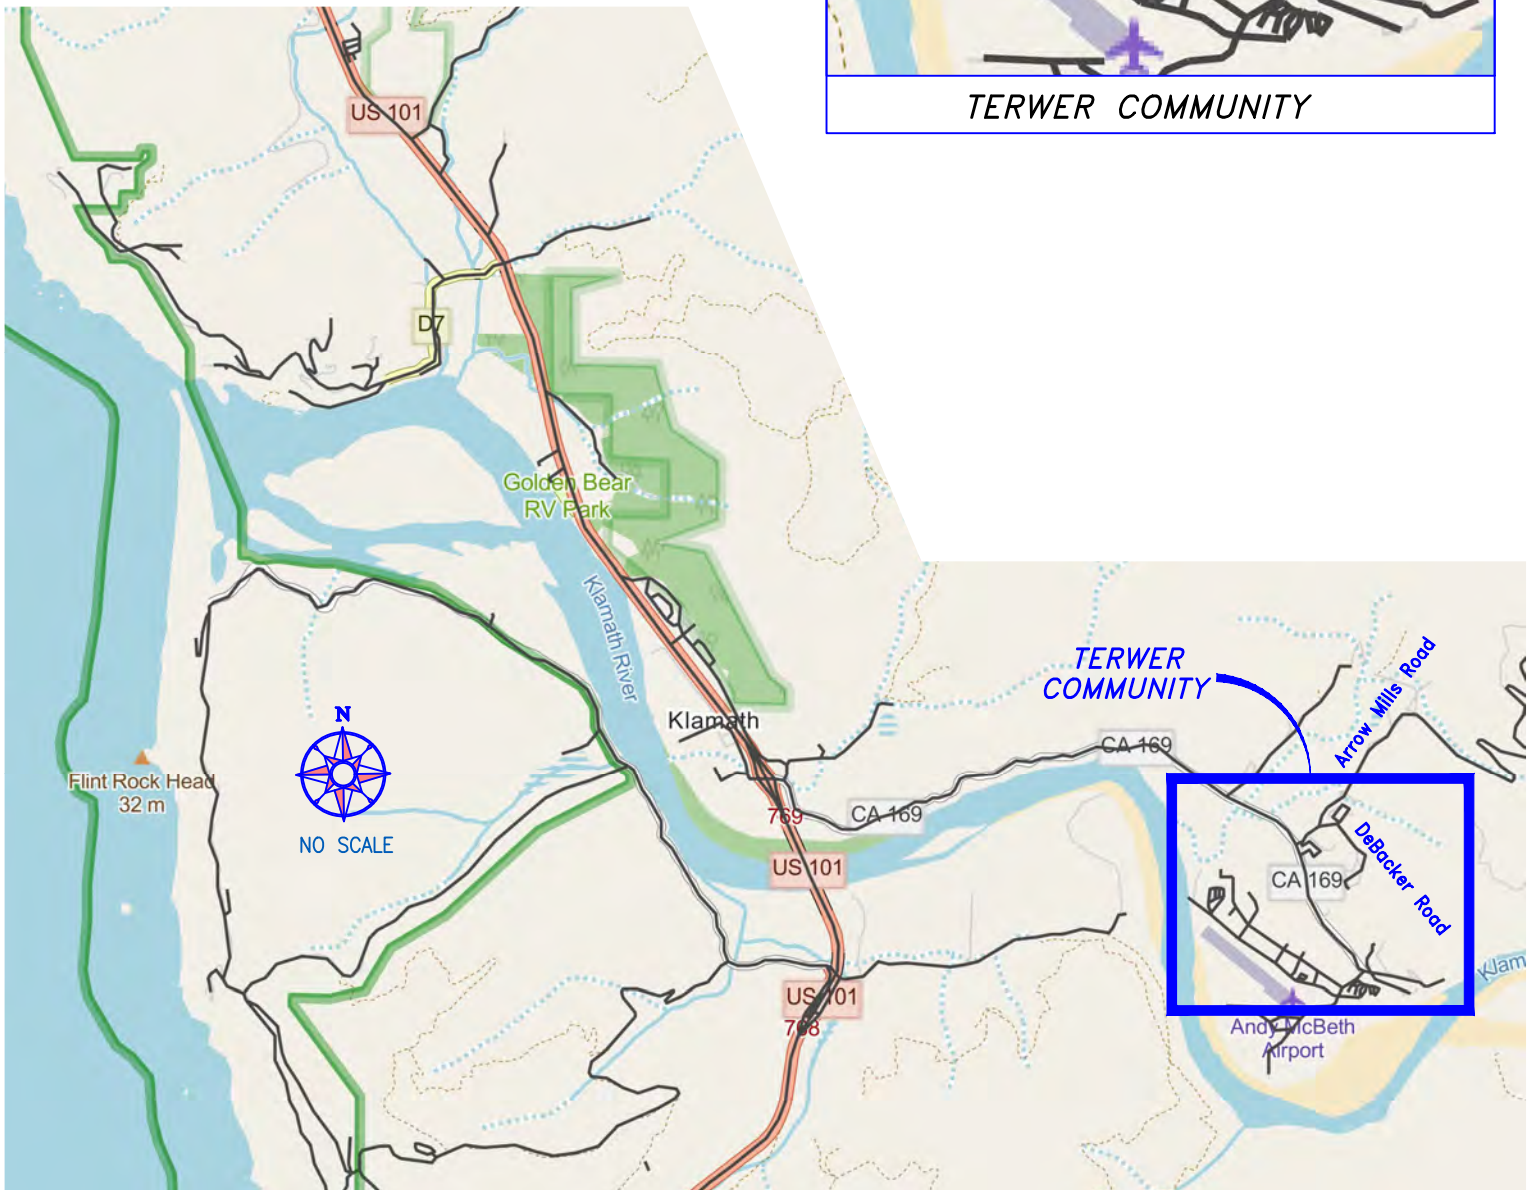 TERWER COMMUNITY
US 101
D7
Golden Bear
RV Park
Klamath River
TERWER
COMMUNITY
Arrow Mills Road
N
Klamath
CA 169
Flint Rock Head
32 m
769
CA 169
NO SCALE
DeBacker Road
US 101
CA 169
Klam
US 101
768
Andy McBeth
Airport